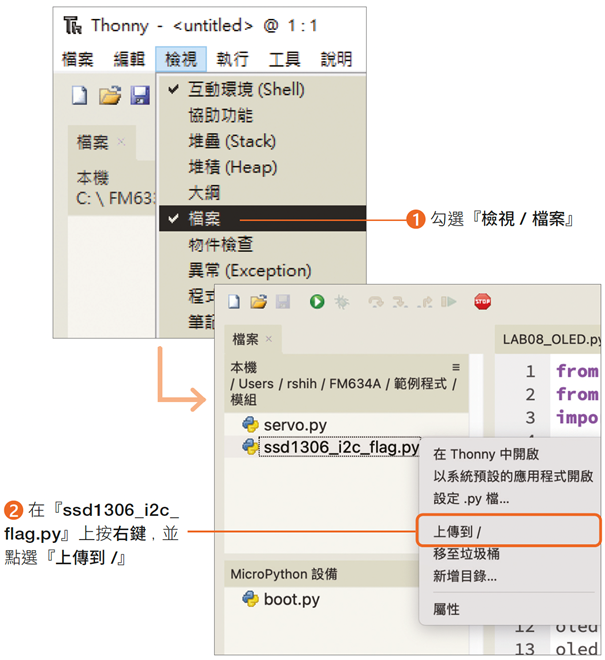 Thonny - <untitled> @ 1 : 1
檔案 編輯 檢視 執行 工具 說明
✓ 互動環境 (Shell)
協助功能
堆疊 (Stack)
堆積 (Heap)
大綱
✓ 檔案
物件檢查
異常 (Exception)
程式
筆記
檔案 ×
本機
C: \ FM63
1 勾選『檢視 / 檔案』
STOP
檔案 ×
本機
/ Users / rshih / FM634A / 範例程式 /
模組
servo.py
ssd1306_i2c_flag.py
MicroPython 設備
boot.py
LAB08_OLED.py
1 from
2 from
3 impo
12 oled
13 oled
在 Thonny 中開啟
以系統預設的應用程式開啟
設定 .py 檔...
上傳到 /
移至垃圾桶
新增目錄...
屬性
2 在『ssd1306_i2c_
flag.py』上按右鍵，並
點選『上傳到 /』